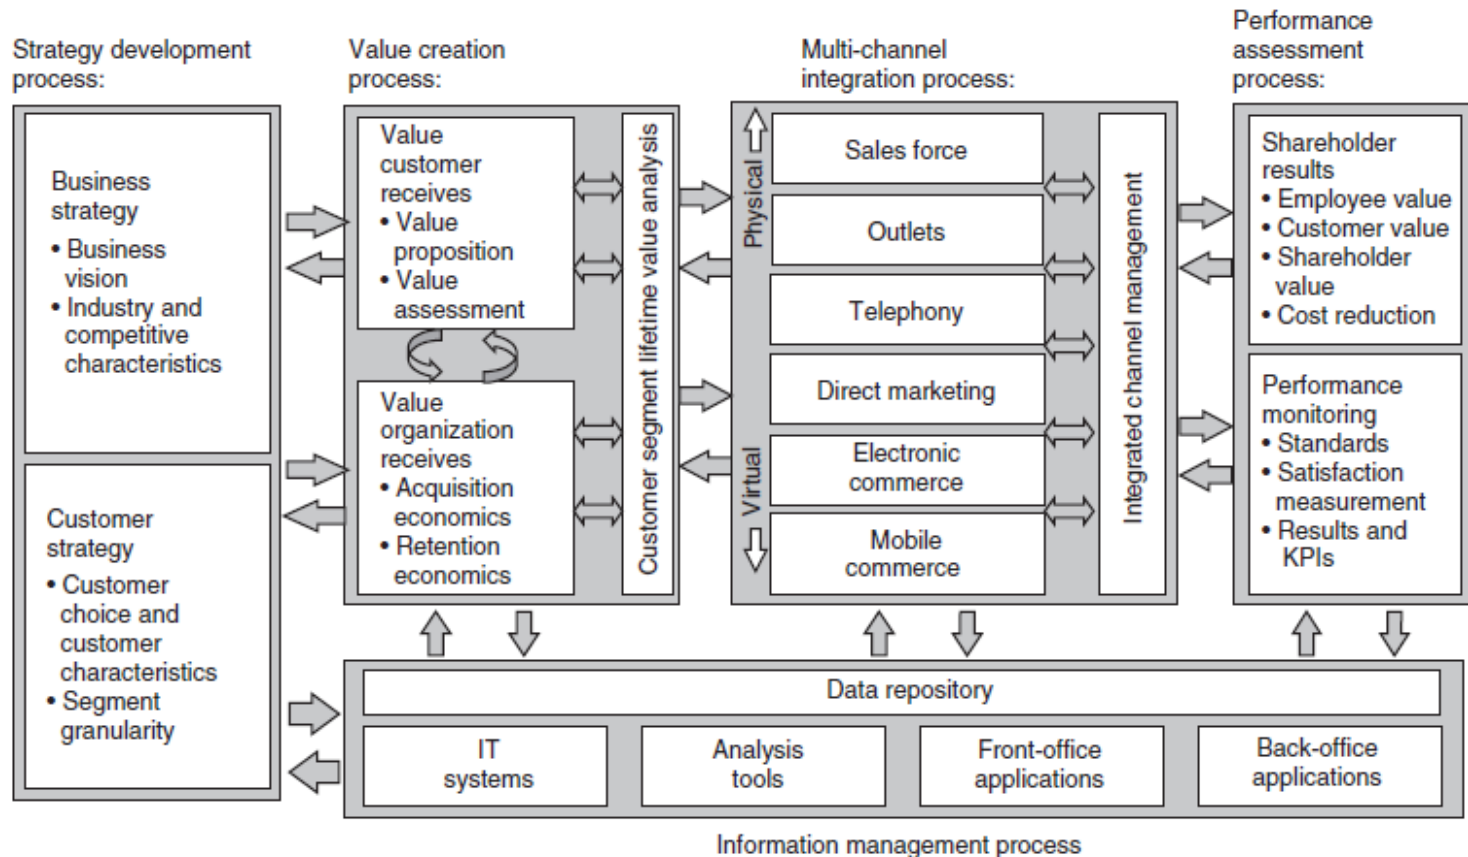 Strategy development
process:
Value creation
process:
Multi-channel
integration process:
Performance
assessment
process:
Business
strategy
• Business
vision
• Industry and
competitive
characteristics
Customer
strategy
• Customer
choice and
customer
characteristics
• Segment
granularity
Value
customer
receives
• Value
proposition
• Value
assessment
Value
organization
receives
• Acquisition
economics
• Retention
economics
Customer segment lifetime value analysis
Physical
Virtual
Sales force
Outlets
Telephony
Direct marketing
Electronic
commerce
Mobile
commerce
Integrated channel management
Shareholder
results
• Employee value
• Customer value
• Shareholder
value
• Cost reduction
Performance
monitoring
• Standards
• Satisfaction
measurement
• Results and
KPIs
Data repository
IT
systems
Analysis
tools
Front-office
applications
Back-office
applications
Information management process